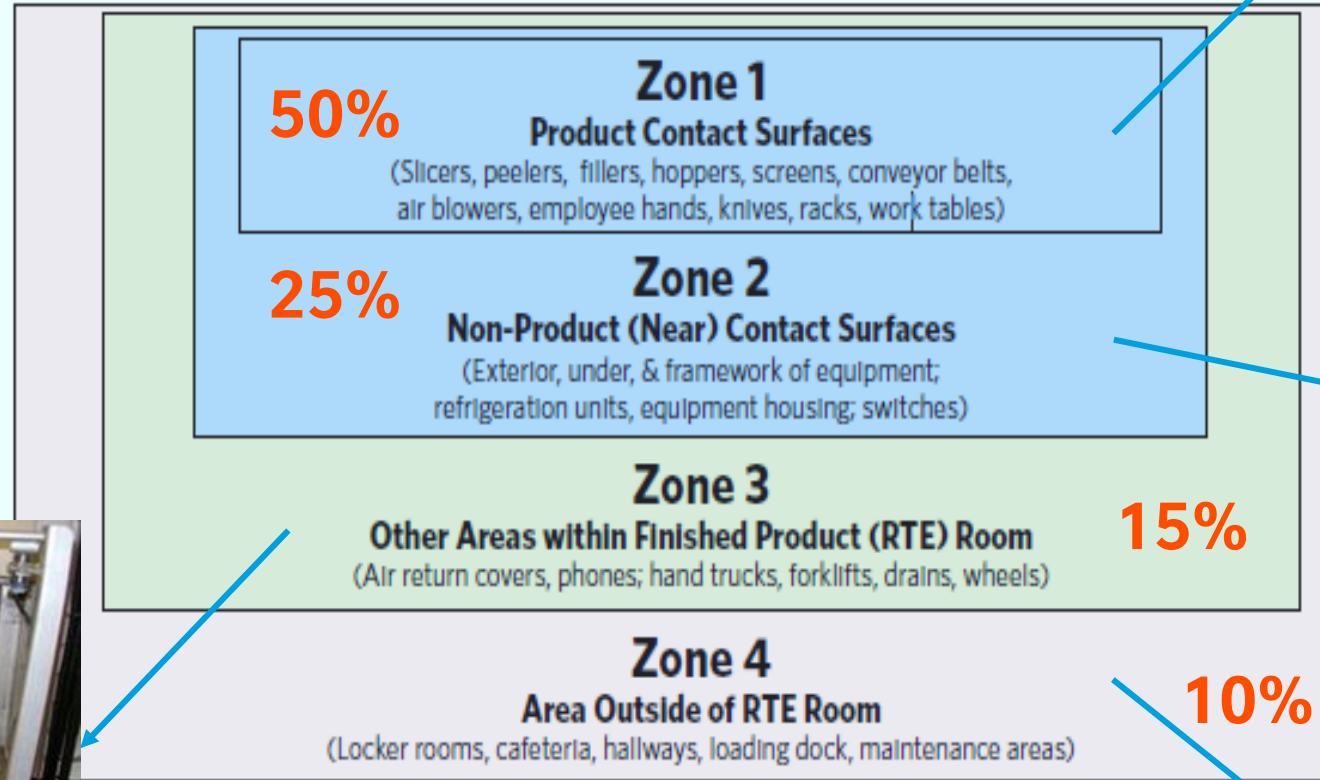 50%
Zone 1
Product Contact Surfaces
(Slicers, peelers, fillers, hoppers, screens, conveyor belts,
air blowers, employee hands, knives, racks, work tables)
25%
Zone 2
Non-Product (Near) Contact Surfaces
(Exterior, under, & framework of equipment;
refrigeration units, equipment housing; switches)
Zone 3
Other Areas within Finished Product (RTE) Room
15%
(Air return covers, phones; hand trucks, forklifts, drains, wheels)
Zone 4
10%
Area Outside of RTE Room
(Locker rooms, cafeteria, hallways, loading dock, maintenance areas)